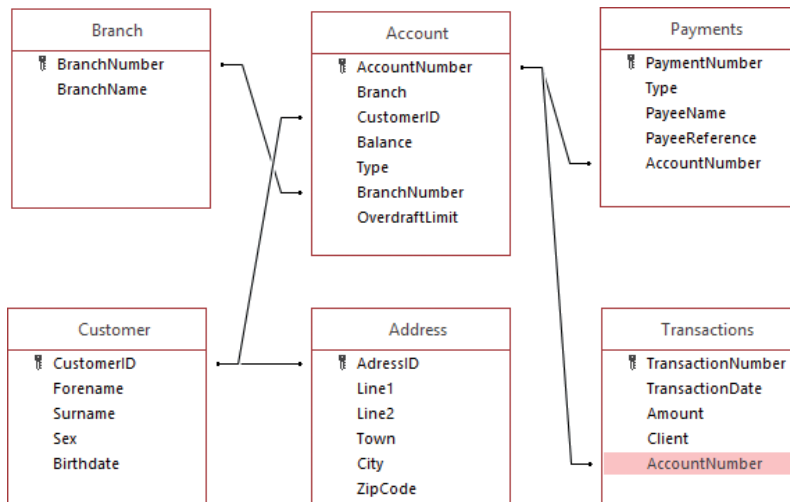 Branch
BranchNumber
BranchName
Account
AccountNumber
Branch
CustomerID
Balance
Type
BranchNumber
OverdraftLimit
Payments
PaymentNumber
Type
PayeeName
PayeeReference
AccountNumber
Customer
CustomerID
Forename
Surname
Sex
Birthdate
Address
AdressID
Line1
Line2
Town
City
ZipCode
Transactions
TransactionNumber
TransactionDate
Amount
Client
AccountNumber